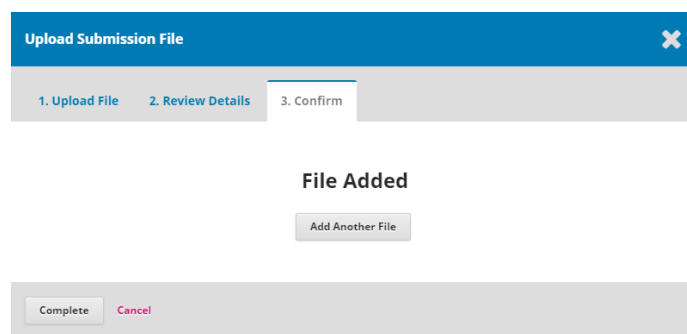 Upload Submission File
1. Upload File 2. Review Details 3. Confirm
File Added
Add Another File
Complete Cancel